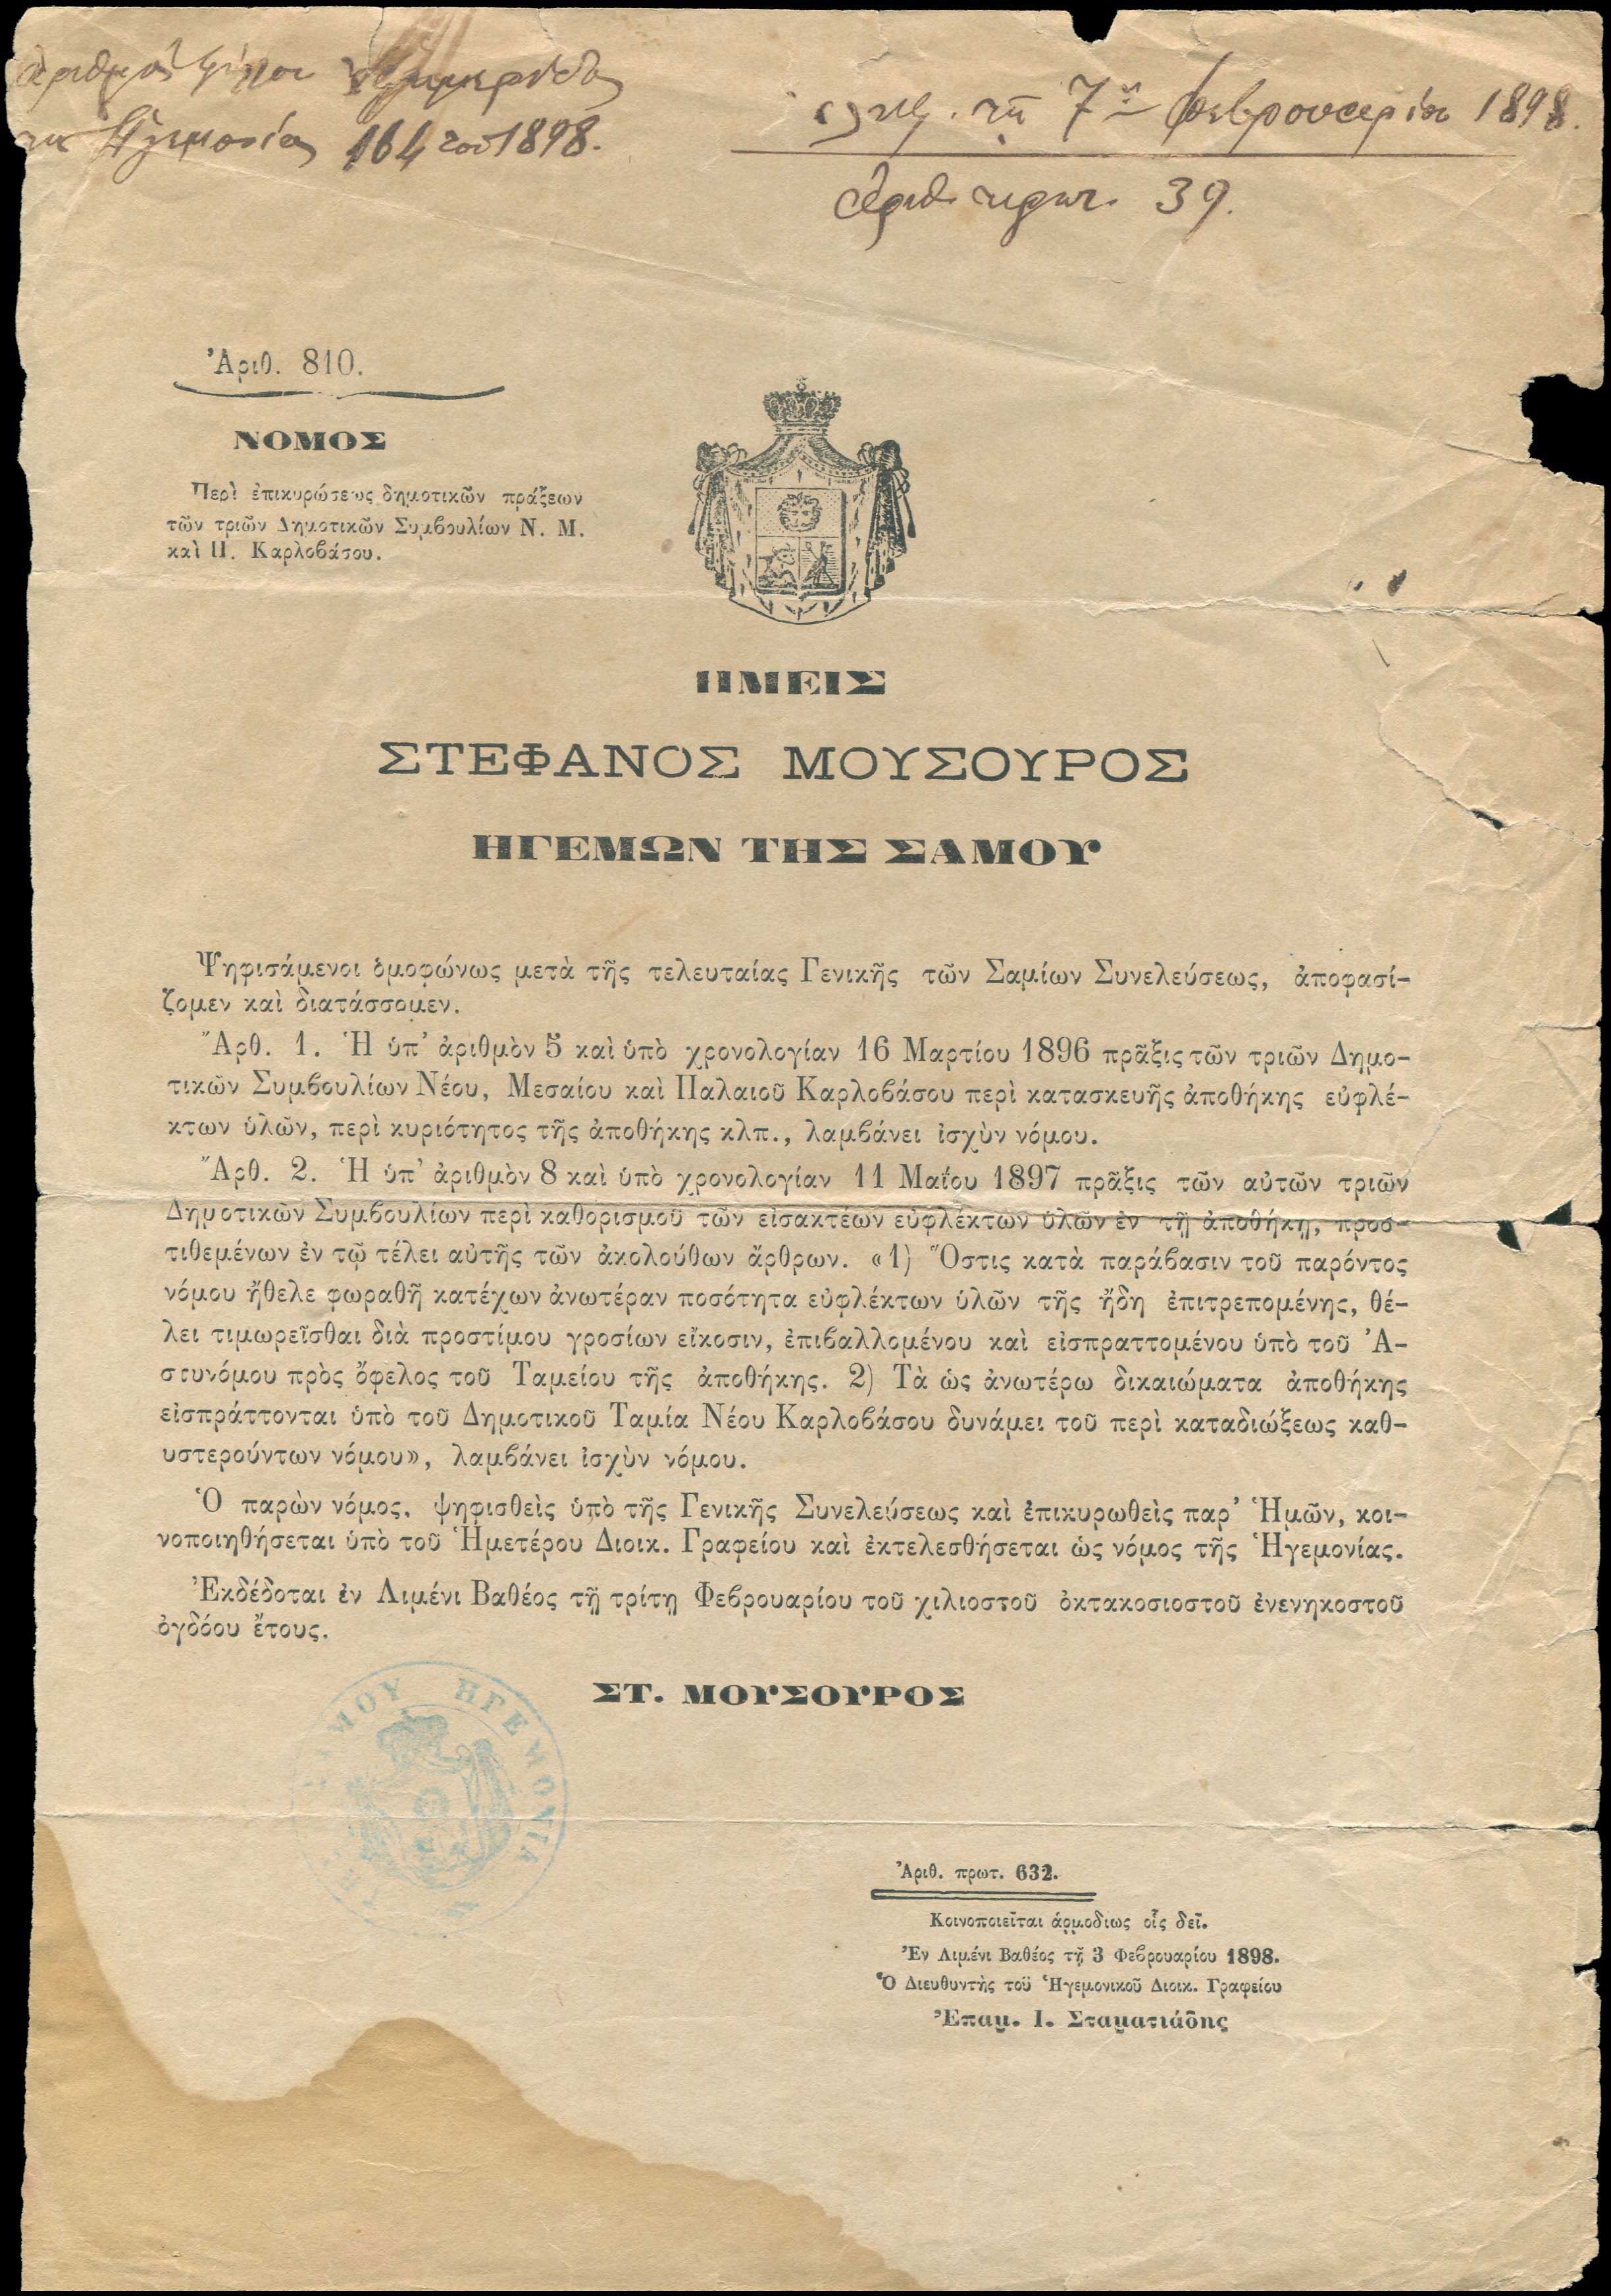 ἀριθμὸς φύλλου ἐφημερίδος
τῆς Ἡγεμονίας 164 τοῦ 1898.
τῇ 7ῃ Φεβρουαρίου 1898.
ἀριθ. πρωτ. 39.
Ἀριθ. 810.
ΝΟΜΟΣ
Περὶ ἐπικυρώσεως δημοτικῶν πράξεων
τῶν τριῶν Δημοτικῶν Συμβουλίων Ν. Μ.
καὶ Π. Καρλοβάσου.
ΗΜΕΙΣ
ΣΤΕΦΑΝΟΣ ΜΟΥΣΟΥΡΟΣ
ΗΓΕΜΩΝ ΤΗΣ ΣΑΜΟΥ
Ψηφισάμενοι ὁμοφώνως μετὰ τῆς τελευταίας Γενικῆς τῶν Σαμίων Συνελεύσεως, ἀποφασί-
ζομεν καὶ διατάσσομεν.
Ἄρθ. 1. Ἡ ὑπ’ ἀριθμὸν 5 καὶ ὑπὸ χρονολογίαν 16 Μαρτίου 1896 πρᾶξις τῶν τριῶν Δημο-
τικῶν Συμβουλίων Νέου, Μεσαίου καὶ Παλαιοῦ Καρλοβάσου περὶ κατασκευῆς ἀποθήκης εὐφλέ-
κτων ὑλῶν, περὶ κυριότητος τῆς ἀποθήκης κλπ., λαμβάνει ἰσχὺν νόμου.
Ἄρθ. 2. Ἡ ὑπ’ ἀριθμὸν 8 καὶ ὑπὸ χρονολογίαν 11 Μαΐου 1897 πρᾶξις τῶν αὐτῶν τριῶν
Δημοτικῶν Συμβουλίων περὶ καθορισμοῦ τῶν εἰσακτέων εὐφλέκτων ὑλῶν ἐν τῇ ἀποθήκῃ, προσ-
τιθεμένων ἐν τῷ τέλει αὐτῆς τῶν ἀκολούθων ἄρθρων. «1) Ὅστις κατὰ παράβασιν τοῦ παρόντος
νόμου ἤθελε φωραθῆ κατέχων ἀνωτέραν ποσότητα εὐφλέκτων ὑλῶν τῆς ἤδη ἐπιτρεπομένης, θέ-
λει τιμωρεῖσθαι διὰ προστίμου γροσίων εἴκοσιν, ἐπιβαλλομένου καὶ εἰσπραττομένου ὑπὸ τοῦ Ἀ-
στυνόμου πρὸς ὄφελος τοῦ Ταμείου τῆς ἀποθήκης. 2) Τὰ ὡς ἀνωτέρω δικαιώματα ἀποθήκης
εἰσπράττονται ὑπὸ τοῦ Δημοτικοῦ Ταμία Νέου Καρλοβάσου δυνάμει τοῦ περὶ καταδιώξεως καθ-
υστερούντων νόμου», λαμβάνει ἰσχὺν νόμου.
Ὁ παρὼν νόμος, ψηφισθεὶς ὑπὸ τῆς Γενικῆς Συνελεύσεως καὶ ἐπικυρωθεὶς παρ’ Ἡμῶν, κοι-
νοποιηθήσεται ὑπὸ τοῦ Ἡμετέρου Διοικ. Γραφείου καὶ ἐκτελεσθήσεται ὡς νόμος τῆς Ἡγεμονίας.
Ἐκδέδοται ἐν Λιμένι Βαθέος τῇ τρίτῃ Φεβρουαρίου τοῦ χιλιοστοῦ ὀκτακοσιοστοῦ ἐνενηκοστοῦ
ὀγδόου ἔτους.
ΣΤ. ΜΟΥΣΟΥΡΟΣ
ΣΑΜΟΥ ΗΓΕΜΟΝΙΑ
Ἀριθ. πρωτ. 632.
Κοινοποιεῖται ἁρμοδίως οἷς δεῖ.
Ἐν Λιμένι Βαθέος τῇ 3 Φεβρουαρίου 1898.
Ὁ Διευθυντὴς τοῦ Ἡγεμονικοῦ Διοικ. Γραφείου
Ἐπαμ. Ι. Σταματιάδης